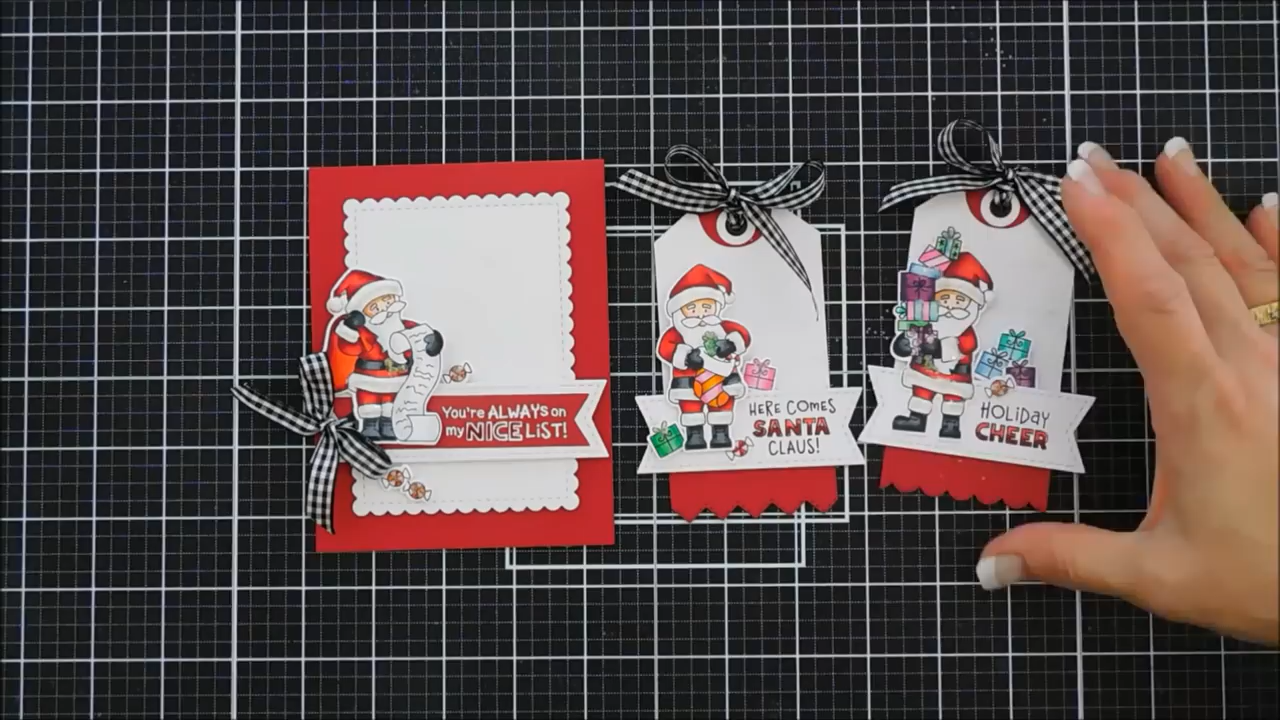 You're ALWAYS on
my NICE LiST!
HERE COMES
SANTA
CLAUS!
HOLiDAY
CHEER